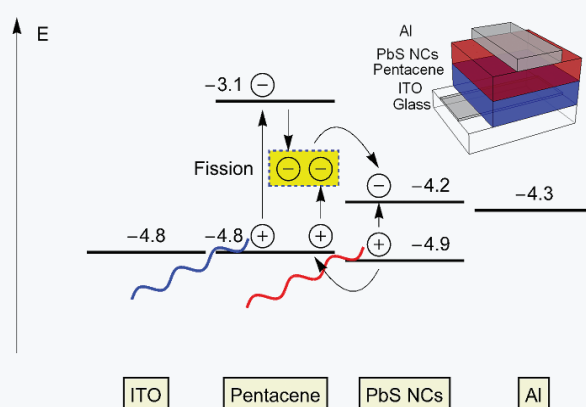 E
Al
PbS NCs
Pentacene
ITO
Glass
−3.1
Fission
−4.2
−4.3
−4.8
−4.8
−4.9
ITO
Pentacene
PbS NCs
Al